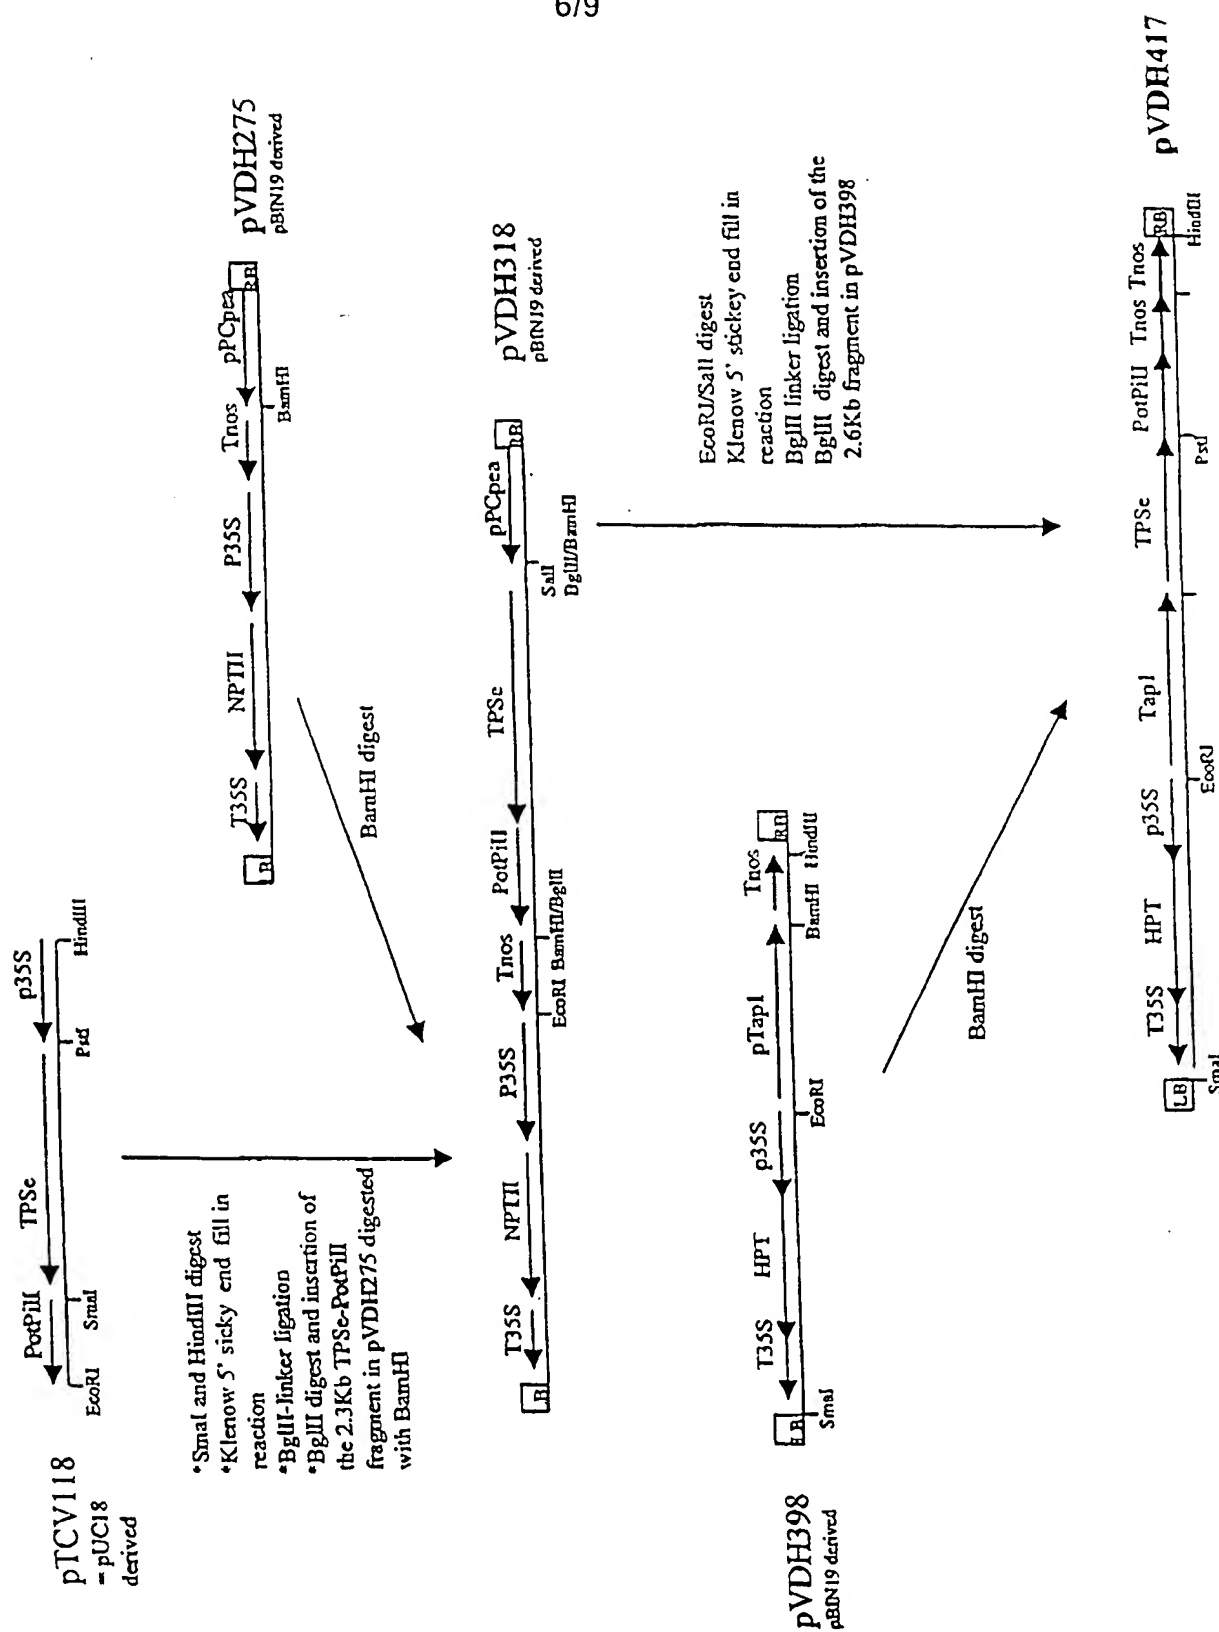 6/9
pTCV118
= pUC18
derived
PotPiII
TPSe
p35S
EcoRI
SmaI
PstI
HindIII
*SmaI and HindIII digest
*Klenow 5' sicky end fill in
reaction
*BglII-linker ligation
*BglII digest and insertion of
the 2.3Kb TPSe-PotPiII
fragment in pVDH275 digested
with BamHI
pVDH275
pBIN19 derived
LB
T35S
NPTII
P35S
Tnos
pPCpea
RB
BamHI
BamHI digest
pVDH318
pBIN19 derived
LB
T35S
NPTII
P35S
Tnos
PotPiII
TPSe
pPCpea
RB
EcoRI BamHI/BglII
SalI
BglII/BamHI
EcoRI/SalI digest
Klenow 5' stickey end fill in
reaction
BglII linker ligation
BglII digest and insertion of the
2.6Kb fragment in pVDH398
pVDH398
pBIN19 derived
LB
T35S
HPT
p35S
pTap1
Tnos
RB
SmaI
EcoRI
BamHI HindIII
BamHI digest
pVDH417
LB
T35S
HPT
p35S
Tap1
TPSe
PotPiII
Tnos
Tnos
RB
SmaI
EcoRI
PstI
HindIII